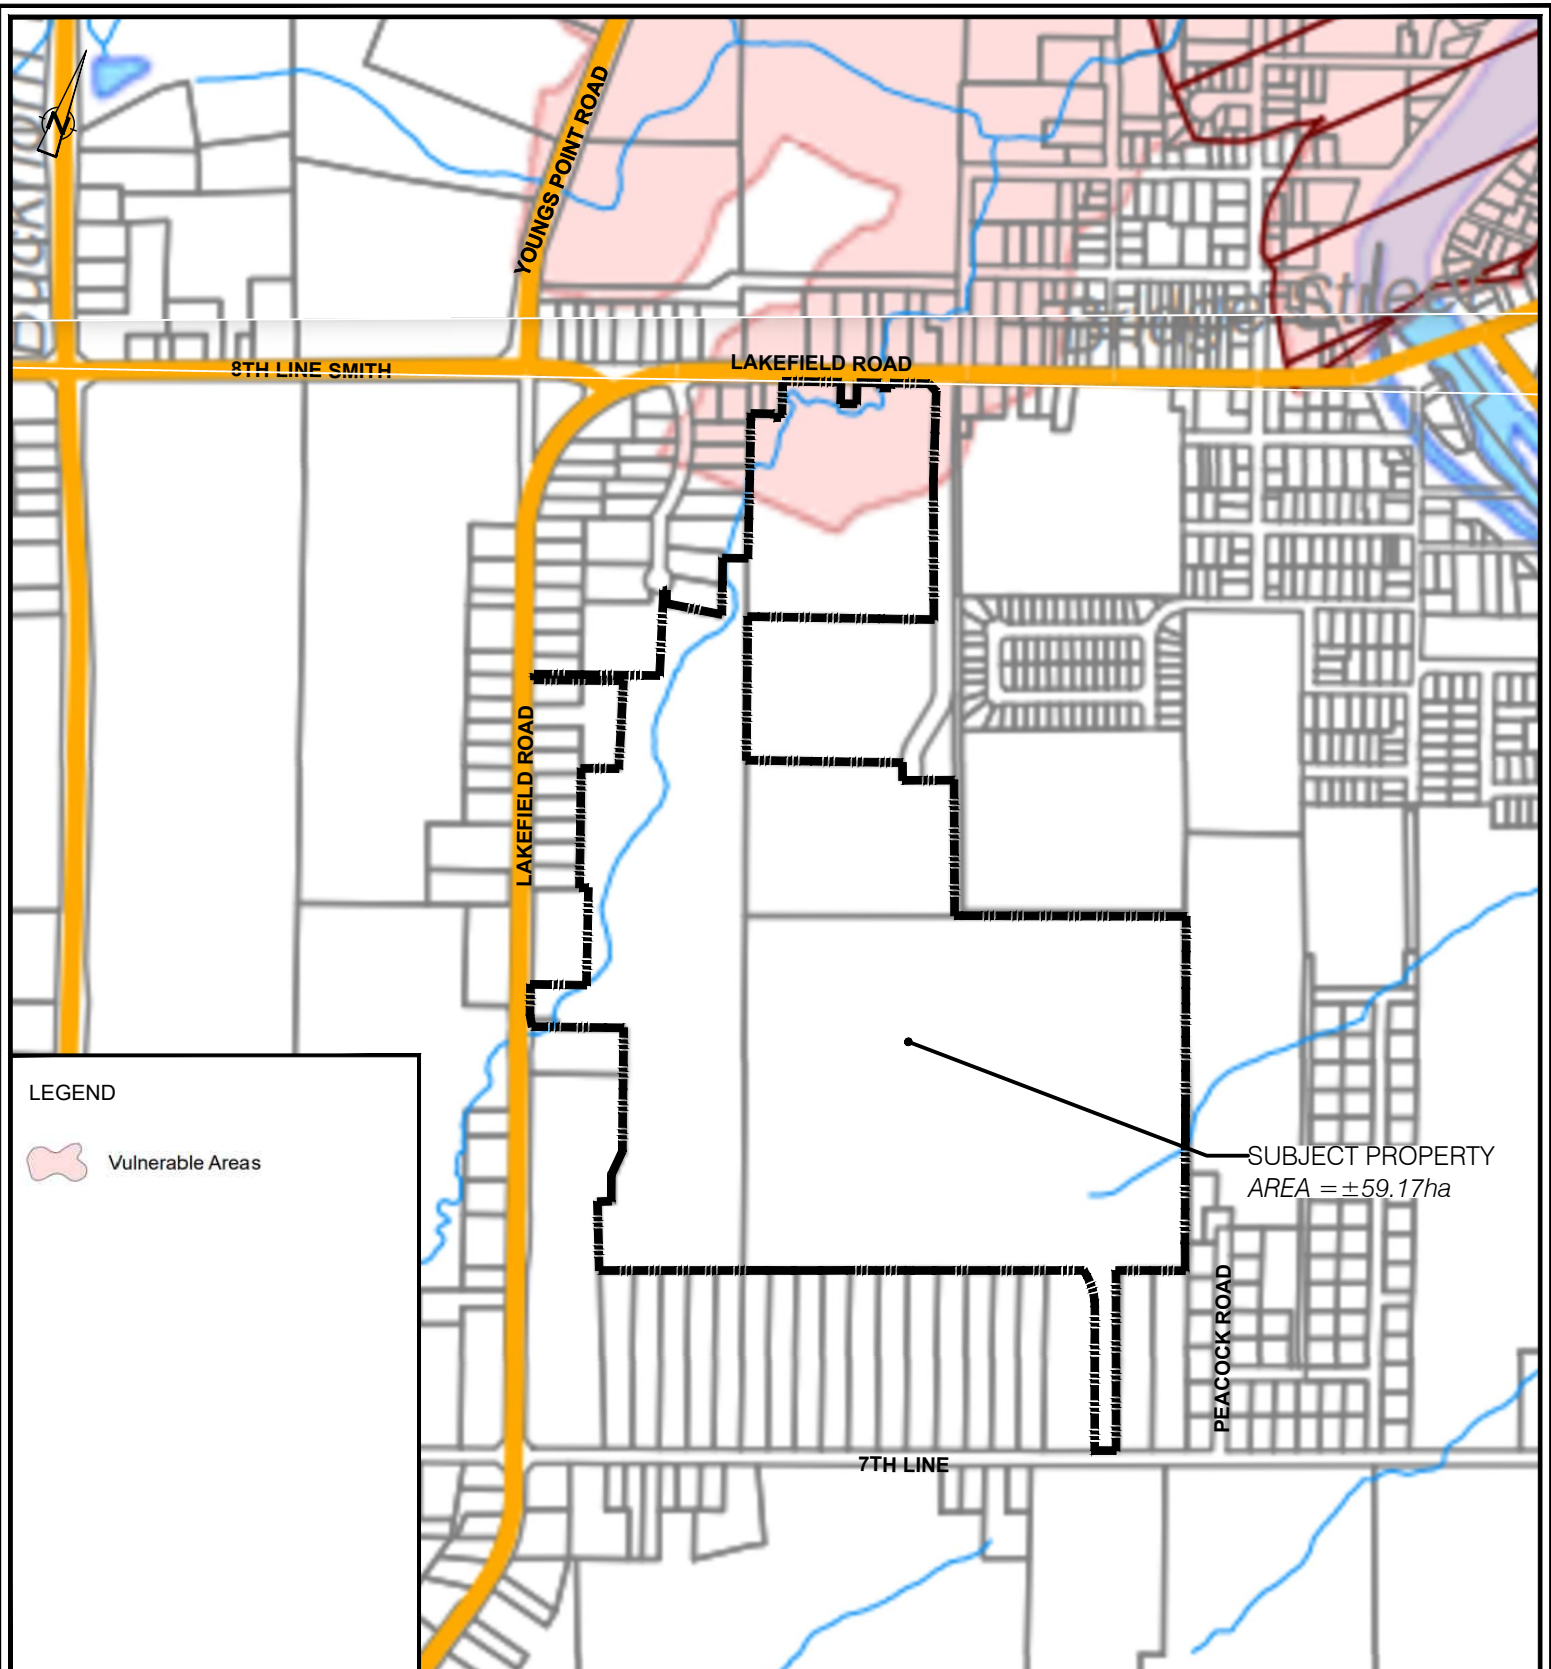 N
YOUNGS POINT ROAD
Street
8TH LINE SMITH
LAKEFIELD ROAD
LAKEFIELD ROAD
LEGEND
Vulnerable Areas
SUBJECT PROPERTY
AREA = ±59.17ha
PEACOCK ROAD
7TH LINE